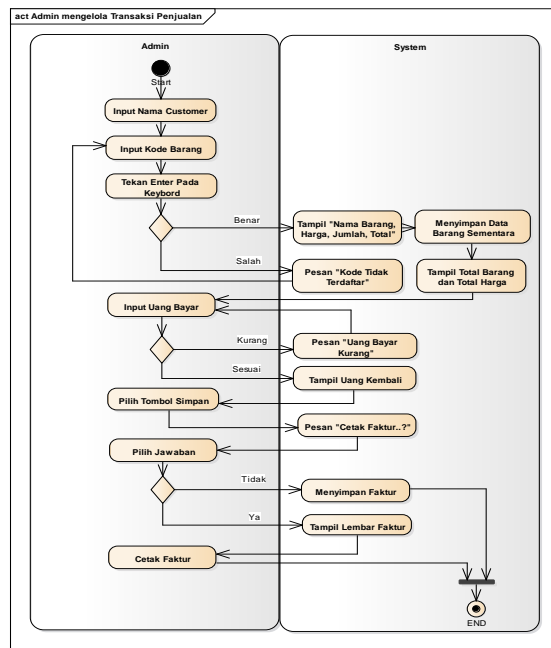 act Admin mengelola Transaksi Penjualan
Admin
System
Start
Input Nama Customer
Input Kode Barang
Tekan Enter Pada
Keybord
Benar
Tampil "Nama Barang,
Harga, Jumlah, Total"
Menyimpan Data
Barang Sementara
Salah
Pesan "Kode Tidak
Terdaftar"
Tampil Total Barang
dan Total Harga
Input Uang Bayar
Kurang
Pesan "Uang Bayar
Kurang"
Sesuai
Tampil Uang Kembali
Pilih Tombol Simpan
Pesan "Cetak Faktur..?"
Pilih Jawaban
Tidak
Menyimpan Faktur
Ya
Tampil Lembar Faktur
Cetak Faktur
END